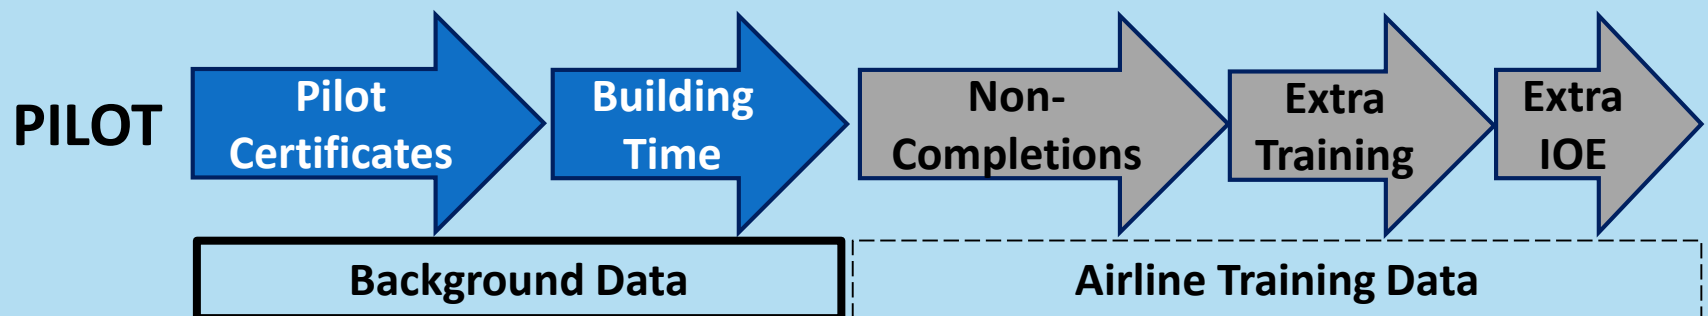 PILOT
Pilot
Certificates
Building
Time
Non-
Completions
Extra
Training
Extra
IOE
Background Data
Airline Training Data